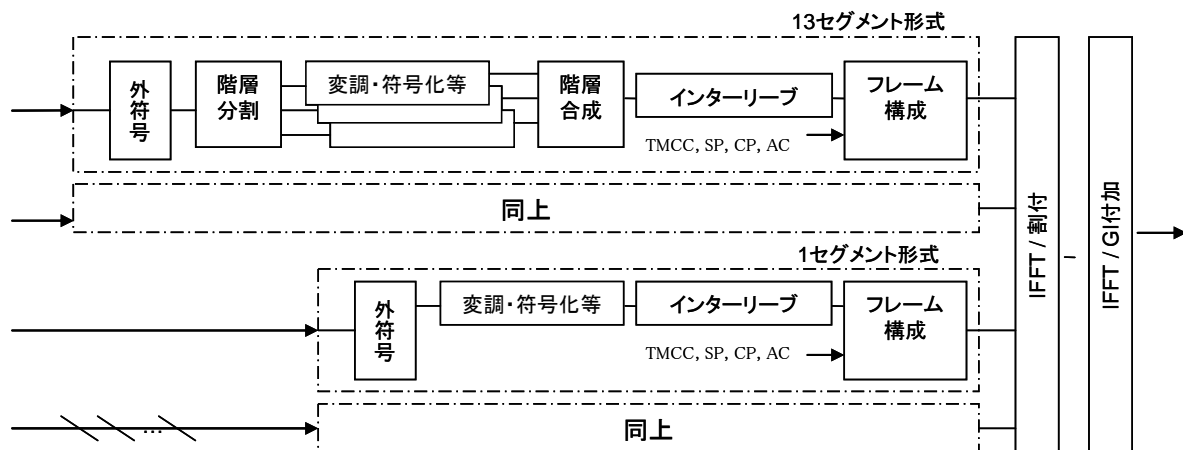 13セグメント形式
外
符
号
階層
分割
変調・符号化等
階層
合成
インターリーブ
フレーム
構成
TMCC, SP, CP, AC
同上
1セグメント形式
外
符
号
変調・符号化等
インターリーブ
フレーム
構成
TMCC, SP, CP, AC
...
同上
IFFT / 割付
IFFT / GI付加